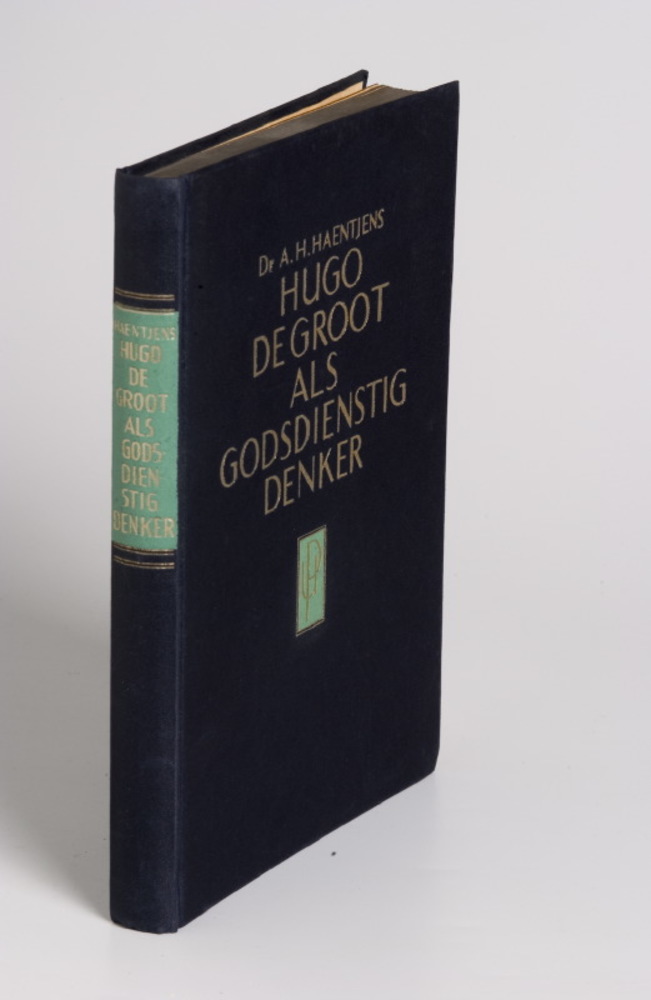 Dr A. H. HAENTJENS
HUGO
DE GROOT
ALS
GODSDIENSTIG
DENKER
HAENTJENS
HUGO
DE
GROOT
ALS
GODS-
DIEN-
STIG
DENKER